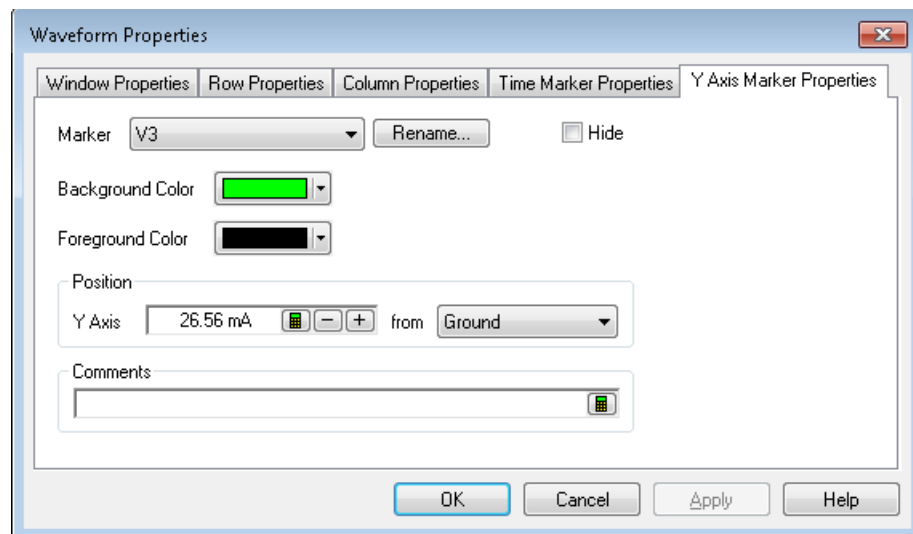 Waveform Properties
Window Properties Row Properties Column Properties Time Marker Properties Y Axis Marker Properties
Marker V3 Rename... Hide
Background Color
Foreground Color
Position
Y Axis 26.56 mA - + from Ground
Comments
OK Cancel Apply Help